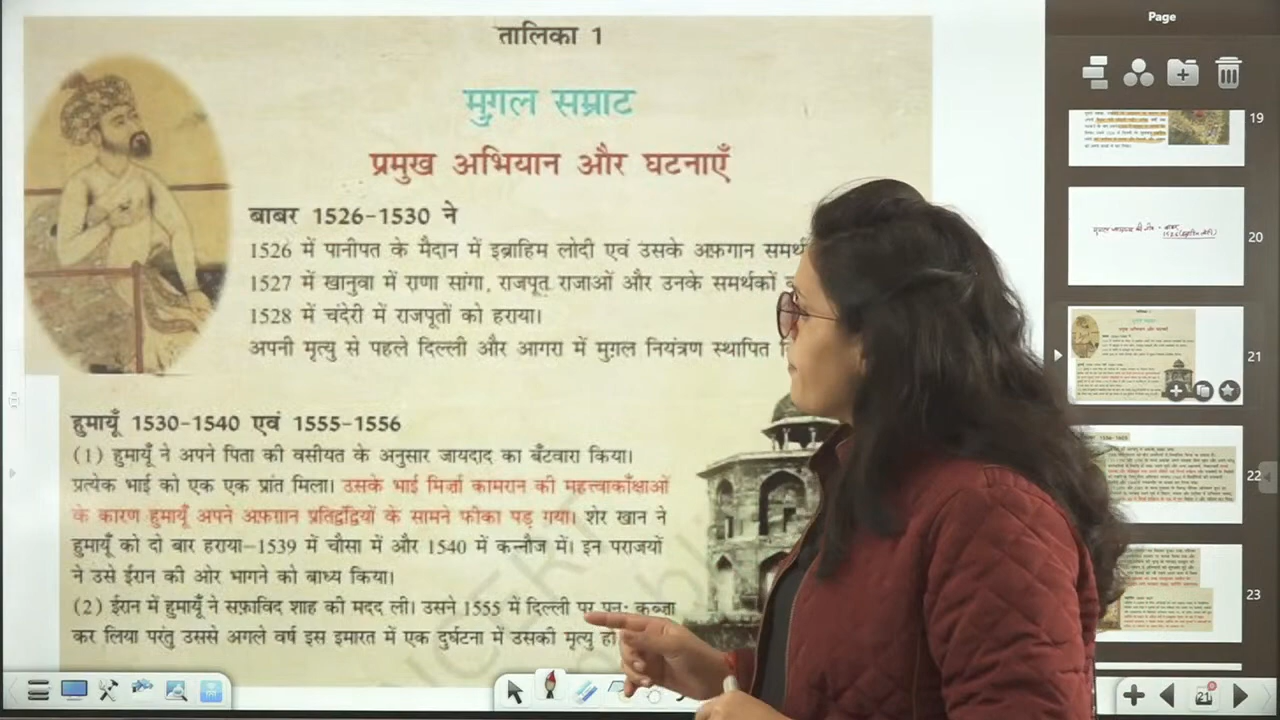 तालिका 1
मुग़ल सम्राट
प्रमुख अभियान और घटनाएँ
बाबर 1526-1530 ने
1526 में पानीपत के मैदान में इब्राहिम लोदी एवं उसके अफ़गान समर्थ
1527 में खानुवा में राणा सांगा, राजपूत राजाओं और उनके समर्थकों
1528 में चंदेरी में राजपूतों को हराया।
अपनी मृत्यु से पहले दिल्ली और आगरा में मुग़ल नियंत्रण स्थापित
हुमायूँ 1530-1540 एवं 1555-1556
(1) हुमायूँ ने अपने पिता की वसीयत के अनुसार जायदाद का बँटवारा किया।
प्रत्येक भाई को एक एक प्रांत मिला। उसके भाई मिर्ज़ा कामरान की महत्त्वाकाँक्षाओं
के कारण हुमायूँ अपने अफ़ग़ान प्रतिद्वंद्वियों के सामने फीका पड़ गया। शेर ख़ान ने
हुमायूँ को दो बार हराया-1539 में चौसा में और 1540 में कन्नौज में। इन पराजयों
ने उसे ईरान की ओर भागने को बाध्य किया।
(2) ईरान में हुमायूँ ने सफ़ाविद शाह की मदद ली। उसने 1555 में दिल्ली पर पुनः कब्ज़ा
कर लिया परंतु उससे अगले वर्ष इस इमारत में एक दुर्घटना में उसकी मृत्यु हो
Page
19
20
21
22
23
21